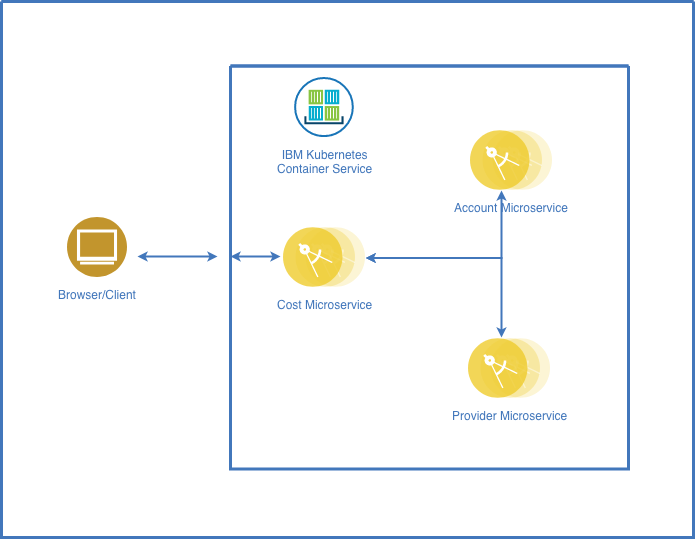 IBM Kubernetes
Container Service
Account Microservice
Browser/Client
Cost Microservice
Provider Microservice